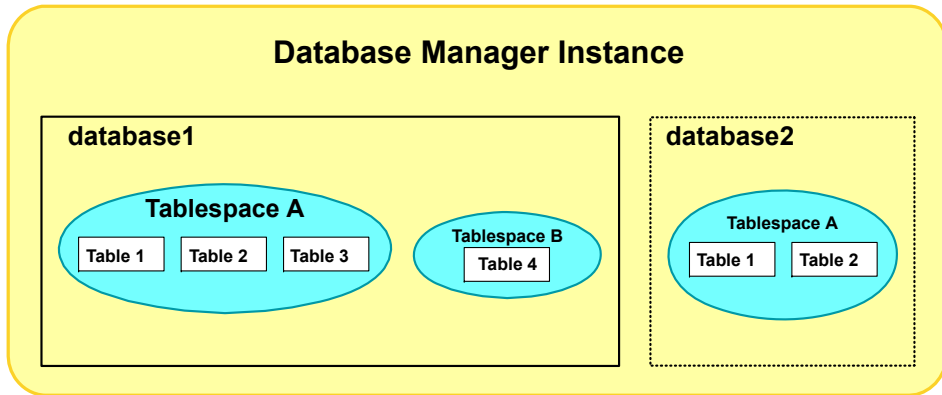 Database Manager Instance
database1
Tablespace A
Table 1 Table 2 Table 3
Tablespace B
Table 4
database2
Tablespace A
Table 1 Table 2